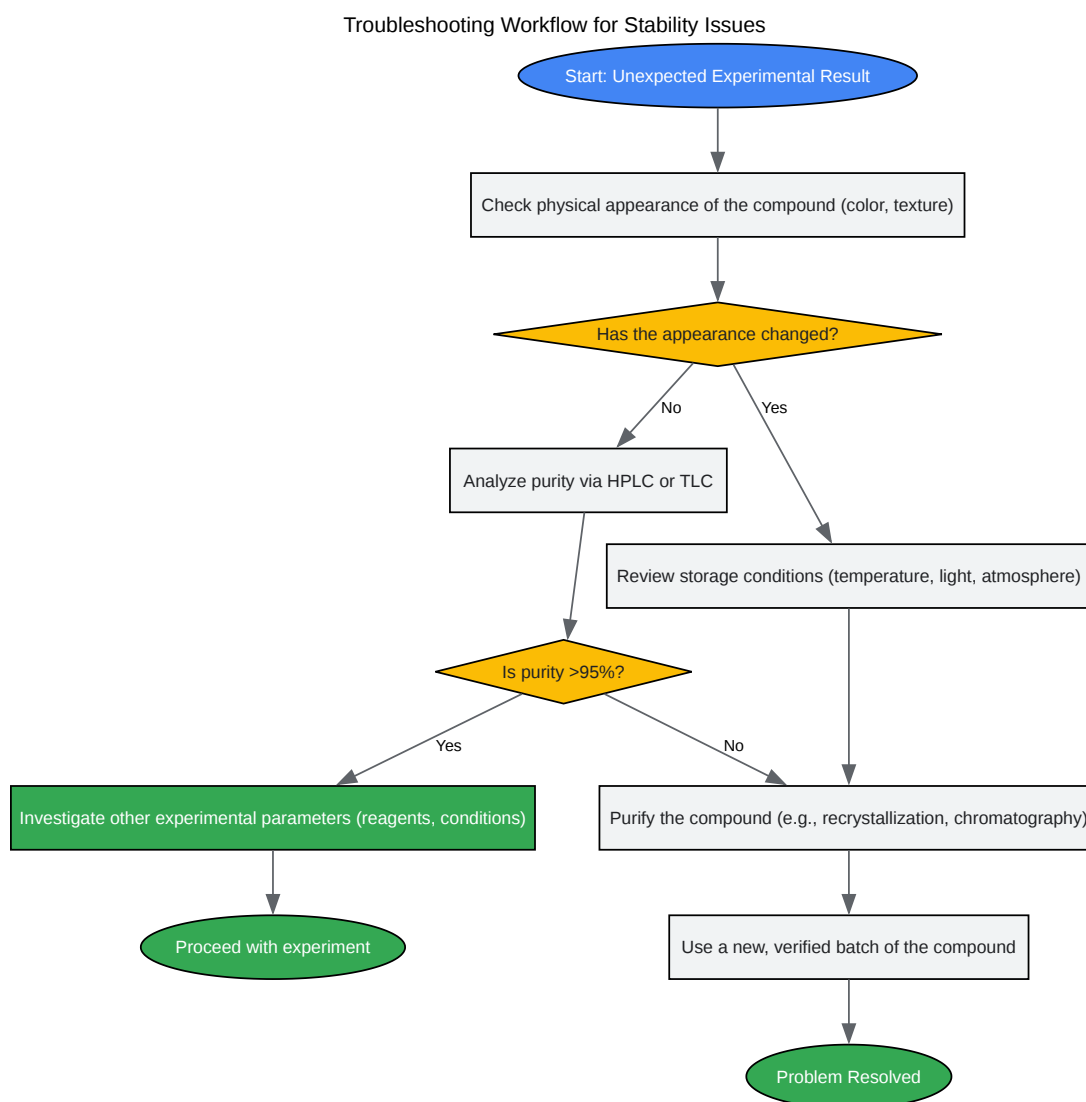 Troubleshooting Workflow for Stability Issues
Start: Unexpected Experimental Result
Check physical appearance of the compound (color, texture)
Has the appearance changed?
No
Yes
Analyze purity via HPLC or TLC
Review storage conditions (temperature, light, atmosphere)
Is purity >95%?
Yes
No
Investigate other experimental parameters (reagents, conditions)
Purify the compound (e.g., recrystallization, chromatography)
Proceed with experiment
Use a new, verified batch of the compound
Problem Resolved